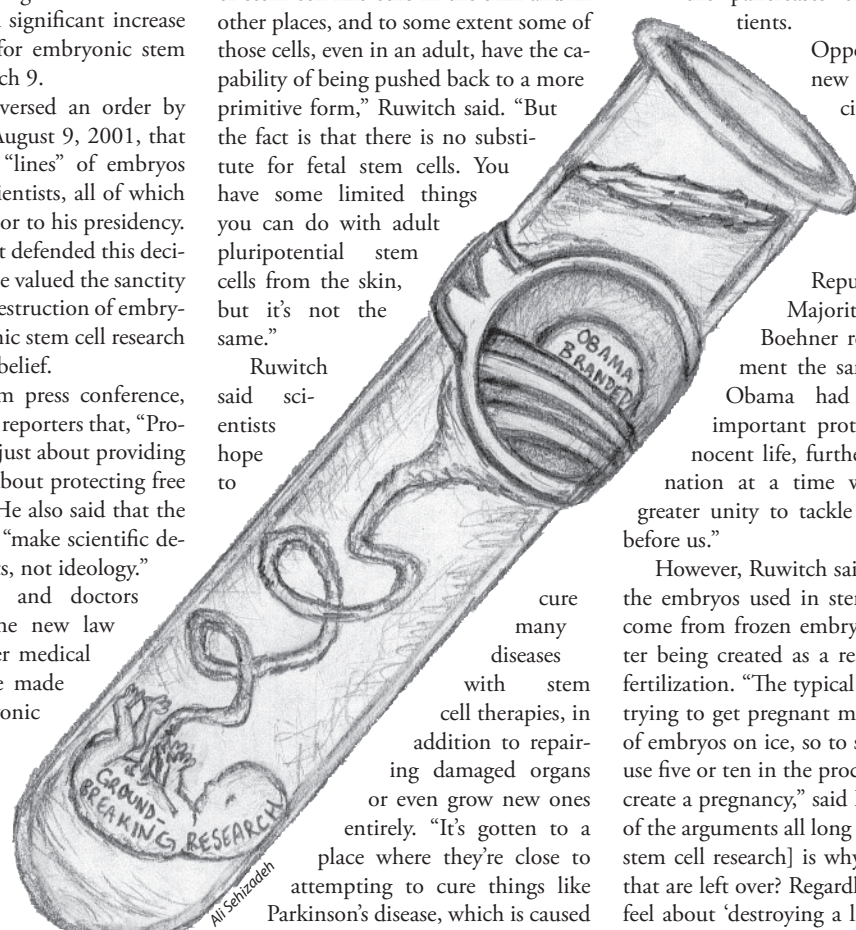 significant increase
for embryonic stem
ch 9.
versed an order by
August 9, 2001, that
“lines” of embryos
ientists, all of which
or to his presidency.
t defended this deci-
e valued the sanctity
estruction of embry-
nic stem cell research
belief.
m press conference,
reporters that, “Pro-
just about providing
bout protecting free
He also said that the
“make scientific de-
s, not ideology.”
and doctors
ne new law
er medical
e made
onic
other places, and to some extent some of
those cells, even in an adult, have the ca-
pability of being pushed back to a more
primitive form,” Ruwitch said. “But
the fact is that there is no substi-
tute for fetal stem cells. You
have some limited things
you can do with adult
pluripotential stem
cells from the skin,
but it’s not the
same.”
Ruwitch
said sci-
entists
hope
to
cure
many
diseases
with stem
cell therapies, in
addition to repair-
ing damaged organs
or even grow new ones
entirely. “It’s gotten to a
place where they’re close to
attempting to cure things like
Parkinson’s disease, which is caused
OBAMA
BRANDED
GROUND-
BREAKING RESEARCH
Ali Sehizadeh
tients.
Oppo
new
ci
Repu
Majorit
Boehner re
ment the sa
Obama had
important prot
nocent life, furthe
nation at a time w
greater unity to tackle
before us.”
However, Ruwitch sai
the embryos used in ste
come from frozen embry
ter being created as a re
fertilization. “The typical
trying to get pregnant m
of embryos on ice, so to s
use five or ten in the proc
create a pregnancy,” said
of the arguments all long
stem cell research] is why
that are left over? Regardl
feel about ‘destroying a l